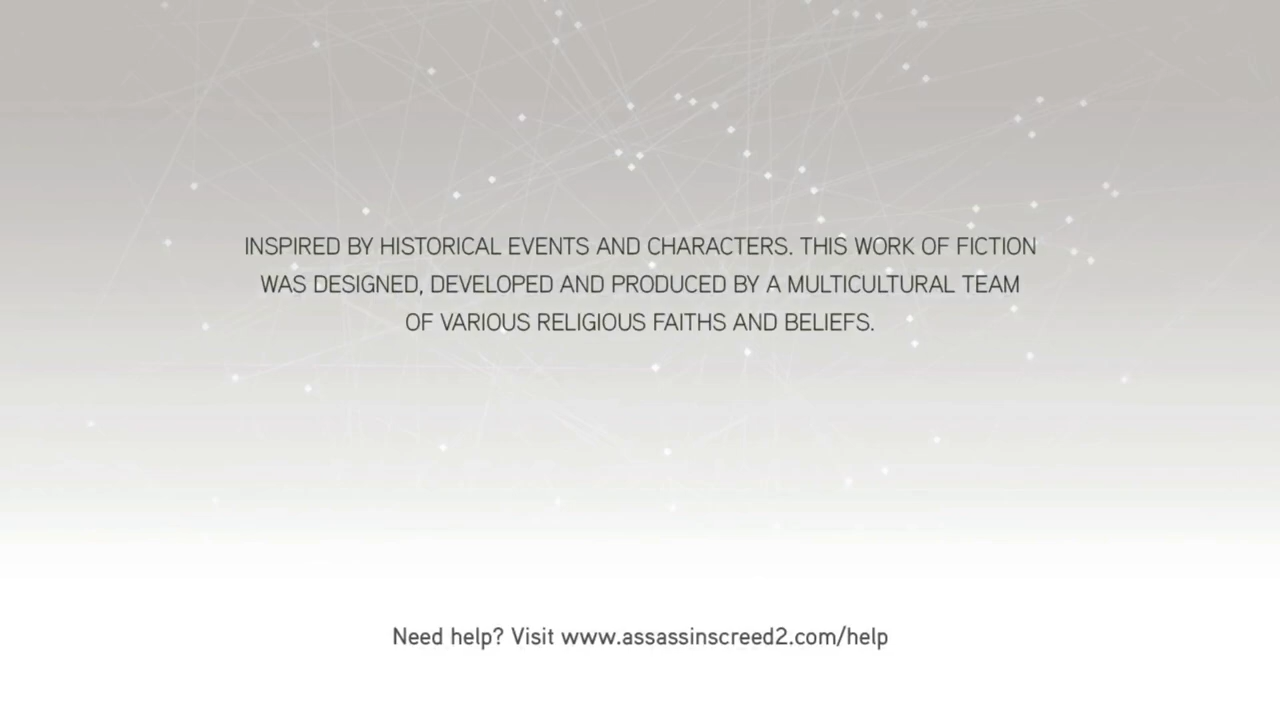 INSPIRED BY HISTORICAL EVENTS AND CHARACTERS. THIS WORK OF FICTION
WAS DESIGNED, DEVELOPED AND PRODUCED BY A MULTICULTURAL TEAM
OF VARIOUS RELIGIOUS FAITHS AND BELIEFS.
Need help? Visit www.assassinscreed2.com/help